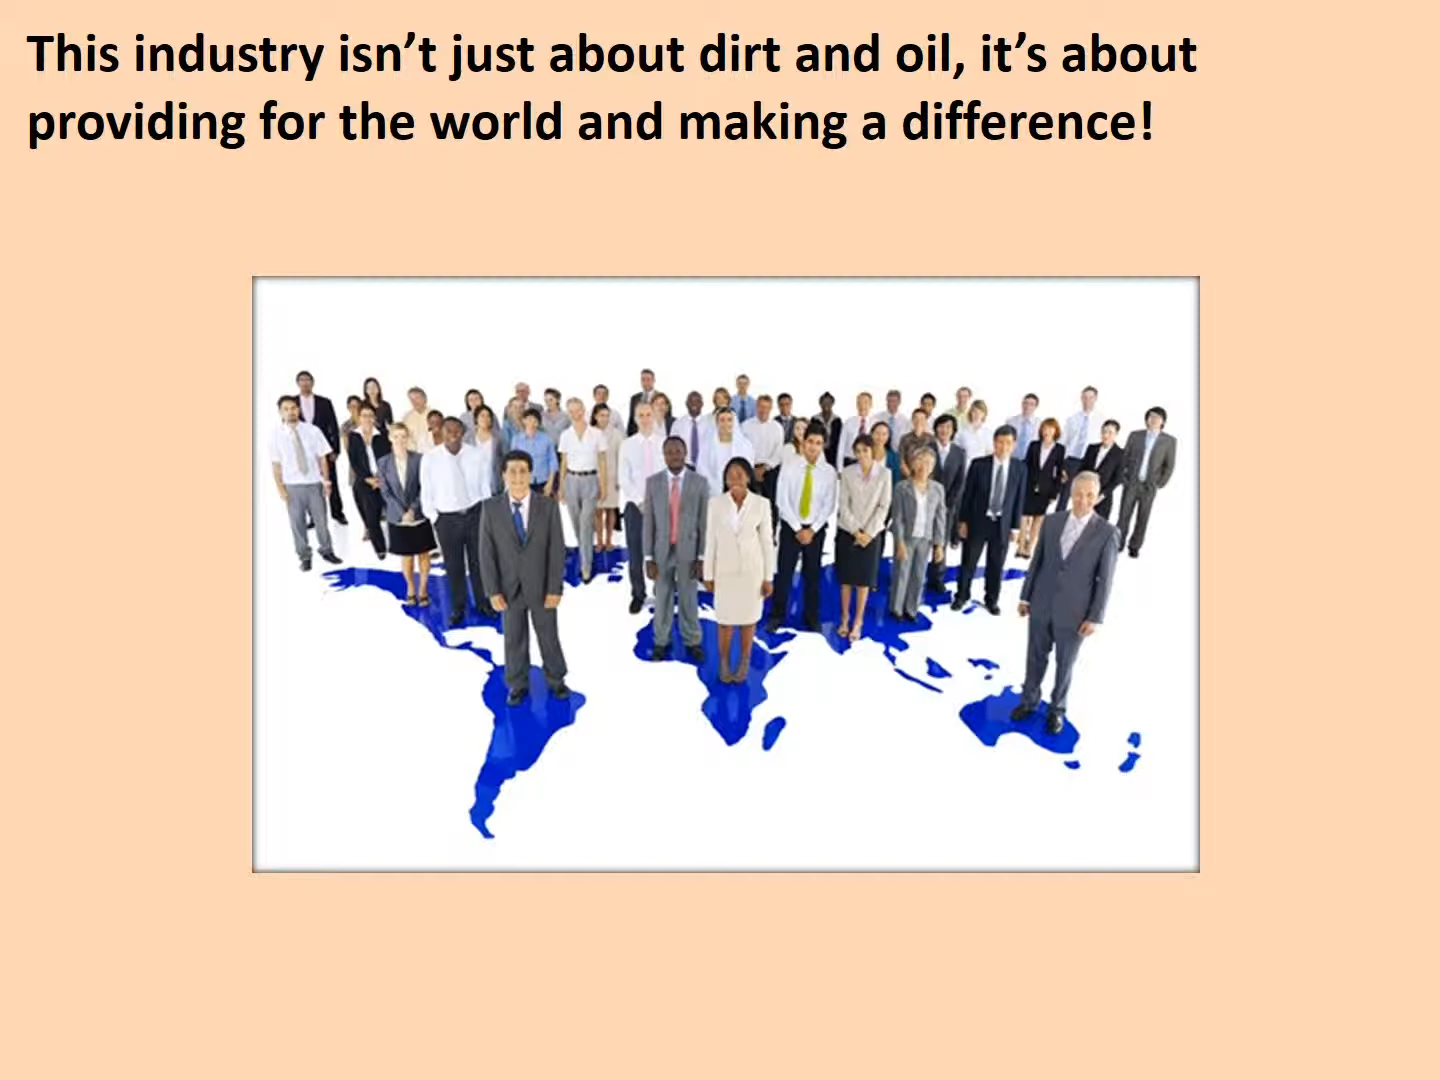 This industry isn’t just about dirt and oil, it’s about
providing for the world and making a difference!